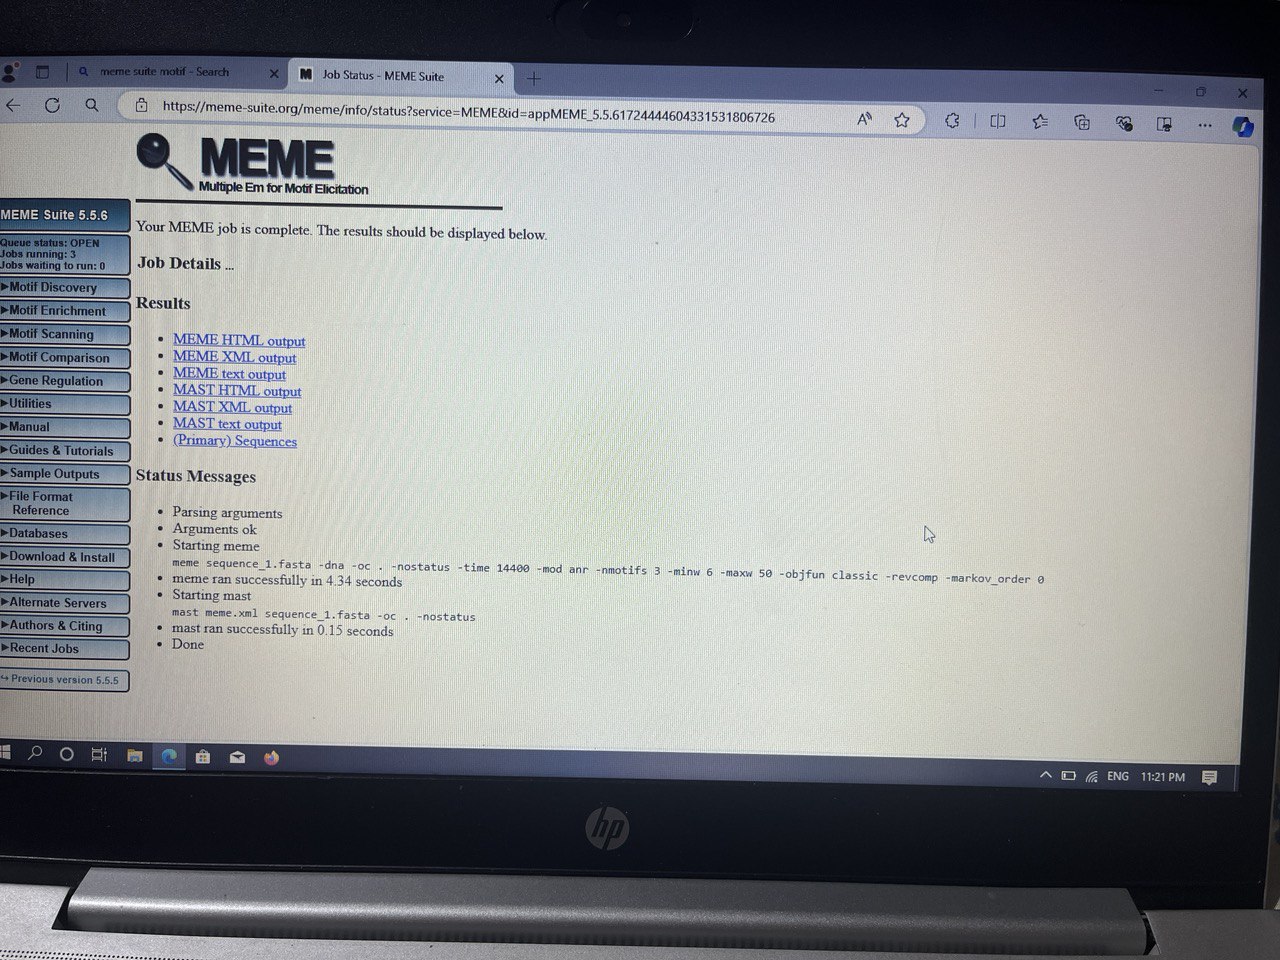 meme suite motif - Search
Job Status - MEME Suite
https://meme-suite.org/meme/info/status?service=MEME&id=appMEME_5.5.61724444604331531806726
MEME
Multiple Em for Motif Elicitation
MEME Suite 5.5.6
Queue status: OPEN
Jobs running: 3
Jobs waiting to run: 0
Motif Discovery
Motif Enrichment
Motif Scanning
Motif Comparison
Gene Regulation
Utilities
Manual
Guides & Tutorials
Sample Outputs
File Format
Reference
Databases
Download & Install
Help
Alternate Servers
Authors & Citing
Recent Jobs
Previous version 5.5.5
Your MEME job is complete. The results should be displayed below.
Job Details ...
Results
MEME HTML output
MEME XML output
MEME text output
MAST HTML output
MAST XML output
MAST text output
(Primary) Sequences
Status Messages
Parsing arguments
Arguments ok
Starting meme
meme sequence_1.fasta -dna -oc . -nostatus -time 14400 -mod anr -nmotifs 3 -minw 6 -maxw 50 -objfun classic -revcomp -markov_order 0
meme ran successfully in 4.34 seconds
Starting mast
mast meme.xml sequence_1.fasta -oc . -nostatus
mast ran successfully in 0.15 seconds
Done
ENG 11:21 PM
hp